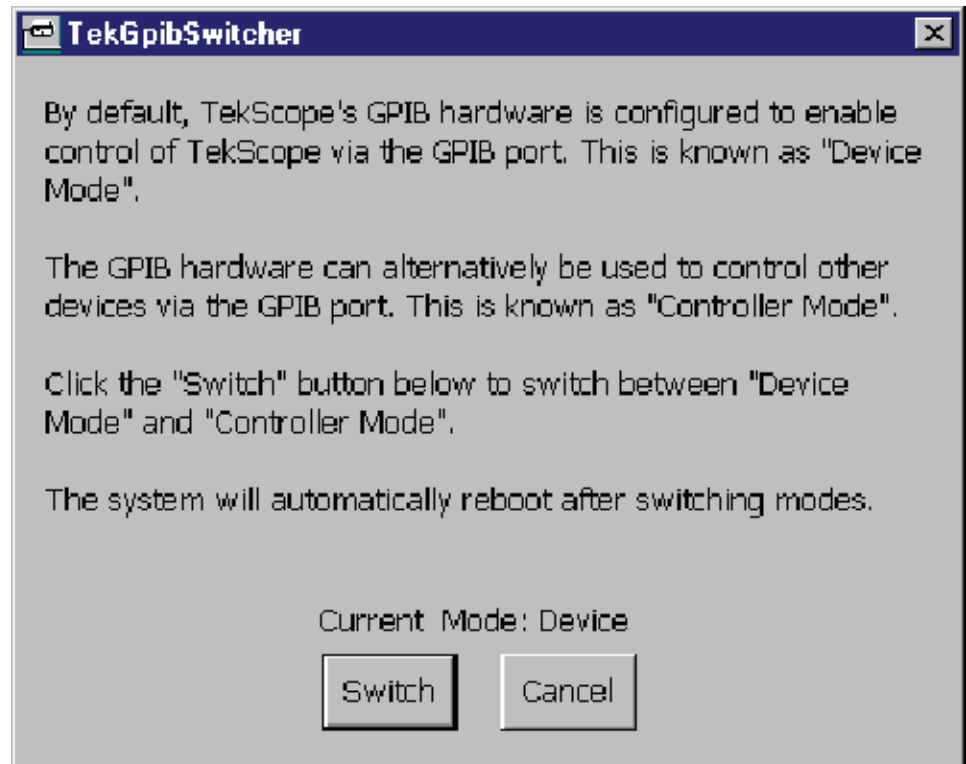 TekGpibSwitcher
By default, TekScope's GPIB hardware is configured to enable
control of TekScope via the GPIB port. This is known as "Device
Mode".
The GPIB hardware can alternatively be used to control other
devices via the GPIB port. This is known as "Controller Mode".
Click the "Switch" button below to switch between "Device
Mode" and "Controller Mode".
The system will automatically reboot after switching modes.
Current Mode: Device
Switch Cancel